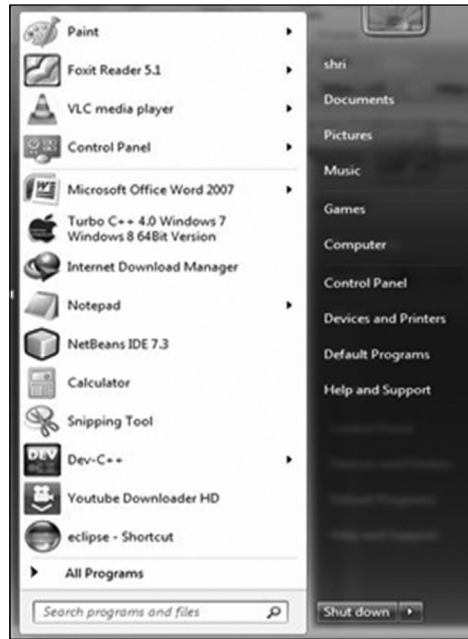 Paint
Foxit Reader 5.1
VLC media player
Control Panel
Microsoft Office Word 2007
Turbo C++ 4.0 Windows 7
Windows 8 64Bit Version
Internet Download Manager
Notepad
NetBeans IDE 7.3
Calculator
Snipping Tool
DEV
Dev-C++
Youtube Downloader HD
eclipse - Shortcut
All Programs
Search programs and files
shri
Documents
Pictures
Music
Games
Computer
Control Panel
Devices and Printers
Default Programs
Help and Support
Shut down